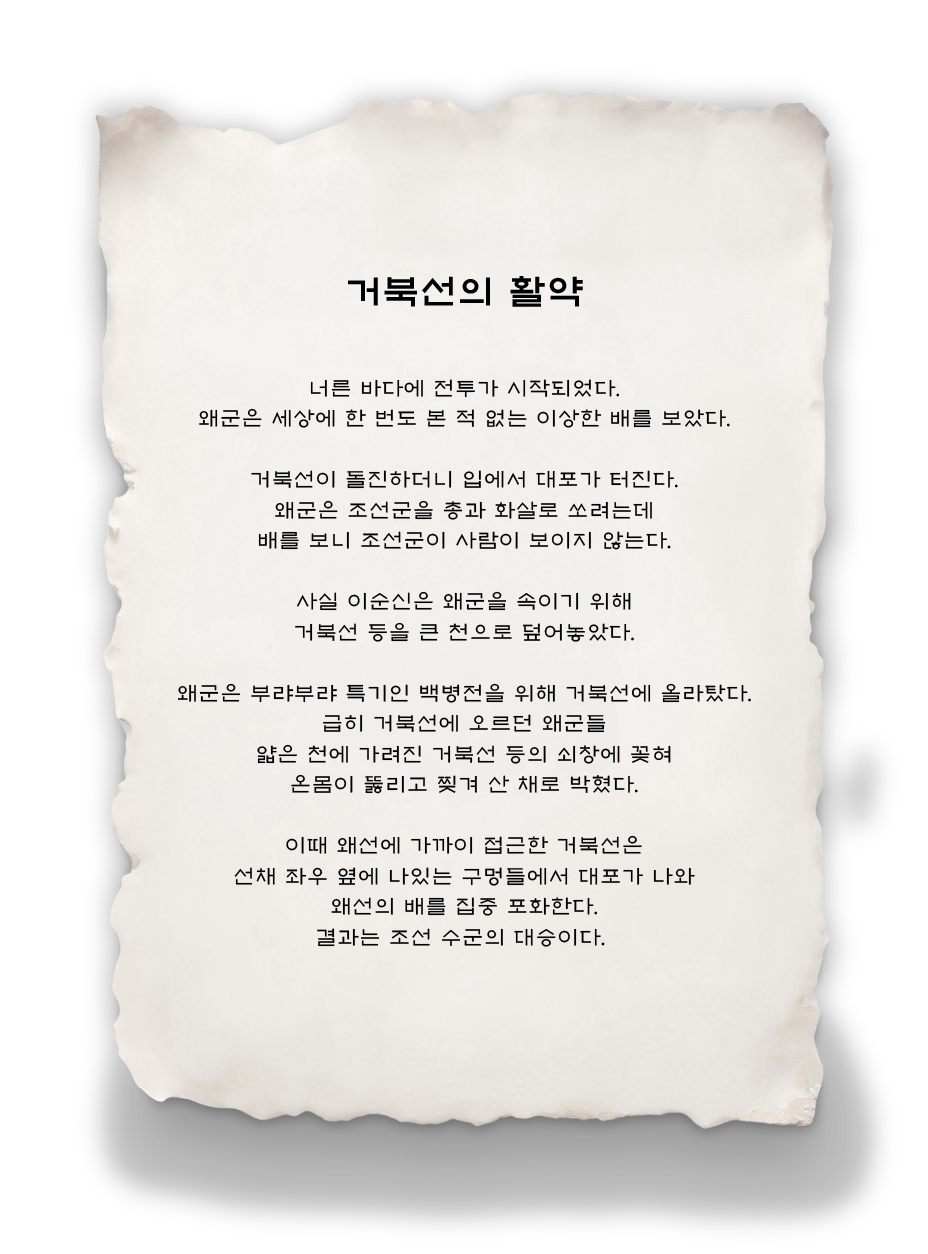 거북선의 활약
너른 바다에 전투가 시작되었다.
왜군은 세상에 한 번도 본 적 없는 이상한 배를 보았다.
거북선이 돌진하더니 입에서 대포가 터진다.
왜군은 조선군을 총과 화살로 쏘려는데
배를 보니 조선군이 사람이 보이지 않는다.
사실 이순신은 왜군을 속이기 위해
거북선 등을 큰 천으로 덮어놓았다.
왜군은 부랴부랴 특기인 백병전을 위해 거북선에 올라탔다.
급히 거북선에 오르던 왜군들
얇은 천에 가려진 거북선 등의 쇠창에 꽂혀
온몸이 뚫리고 찢겨 산 채로 박혔다.
이때 왜선에 가까이 접근한 거북선은
선채 좌우 옆에 나있는 구멍들에서 대포가 나와
왜선의 배를 집중 포화한다.
결과는 조선 수군의 대승이다.